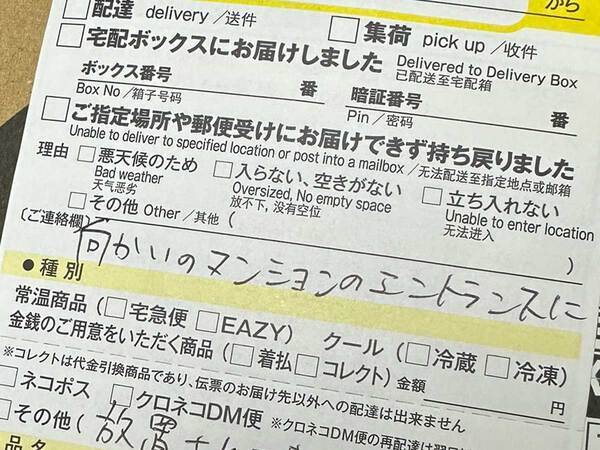 から
□配達 delivery/送件 □集荷 pick up/收件
□宅配ボックスにお届けしました Delivered to Delivery Box
已配送至宅配箱
ボックス番号 番 暗証番号 番
Box No/箱子号码 Pin/密码
□ご指定場所や郵便受けにお届けできず持ち戻りました
Unable to deliver to specified location or post into a mailbox/无法配送至指定地点或邮箱
理由 □悪天候のため □入らない、空きがない □立ち入れない
Bad weather Oversized, No empty space Unable to enter location
天气恶劣 放不下, 没有空位 无法进入
□その他 Other/其他 ( )
(ご連絡欄)
向かいのマンションのエントランスに
●種別
常温商品(□宅急便 □EAZY) クール(□冷蔵 □冷凍)
金銭のご用意をいただく商品(□着払 □コレクト) 金額 円
※コレクトは代金引換商品であり、伝票のお届け先以外への配達は出来ません
□ネコポス □クロネコDM便 ※クロネコDM便の再配達は翌日
□その他(放置
品名